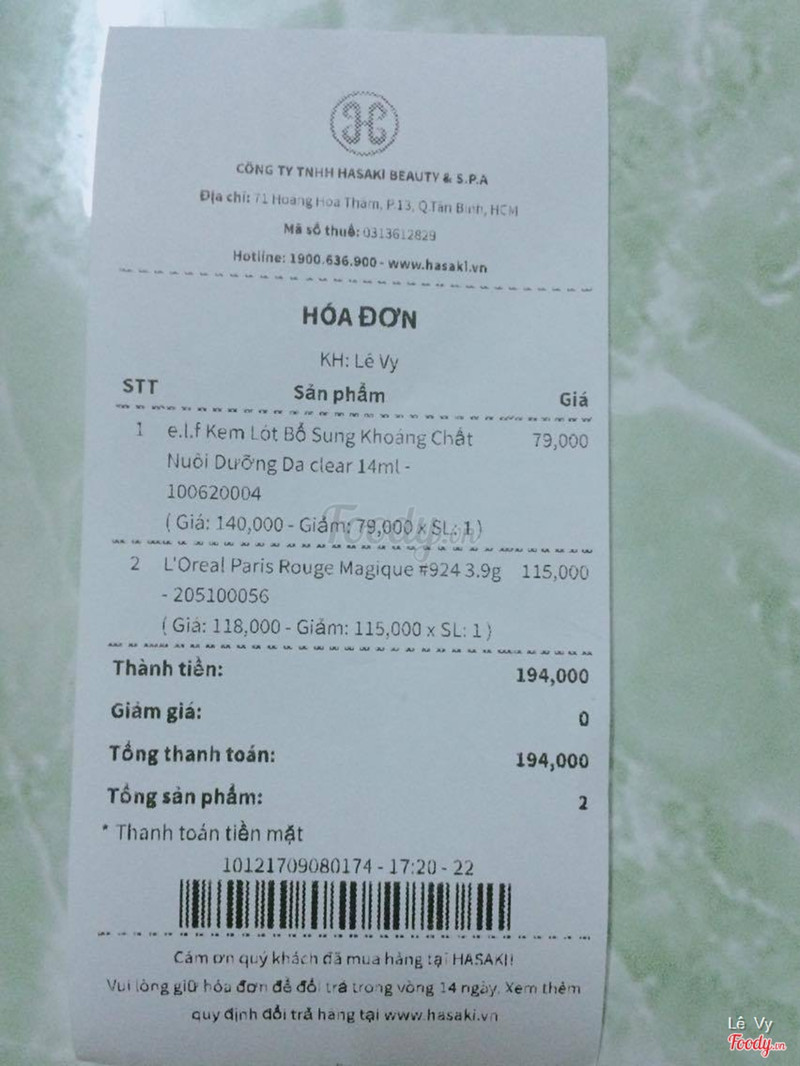 CÔNG TY TNHH HASAKI BEAUTY & S.P.A
Địa chỉ: 71 Hoàng Hoa Thám, P.13, Q.Tân Bình, HCM
Mã số thuế: 0313612829
Hotline: 1900.636.900 - www.hasaki.vn
HÓA ĐƠN
KH: Lê Vy
STT Sản phẩm Giá
1 e.l.f Kem Lót Bổ Sung Khoáng Chất 79,000
Nuôi Dưỡng Da clear 14ml -
100620004
( Giá: 140,000 - Giảm: 79,000 x SL: 1 )
Foody.vn
2 L'Oreal Paris Rouge Magique #924 3.9g 115,000
- 205100056
( Giá: 118,000 - Giảm: 115,000 x SL: 1 )
Thành tiền: 194,000
Giảm giá: 0
Tổng thanh toán: 194,000
Tổng sản phẩm: 2
* Thanh toán tiền mặt
10121709080174 - 17:20 - 22
Cảm ơn quý khách đã mua hàng tại HASAKI!
Vui lòng giữ hóa đơn để đổi trả trong vòng 14 ngày. Xem thêm
quy định đổi trả hàng tại www.hasaki.vn
Lê Vy
Foody.vn